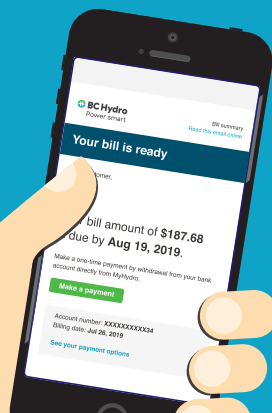 BC Hydro
Power smart
Bill summary
Read this email online
Your bill is ready
bill amount of $187.68
due by Aug 19, 2019.
Make a one-time payment by withdrawal from your bank
account directly from MyHydro.
Make a payment
Account number: XXXXXXXXXX34
Billing date: Jul 26, 2019
See your payment options